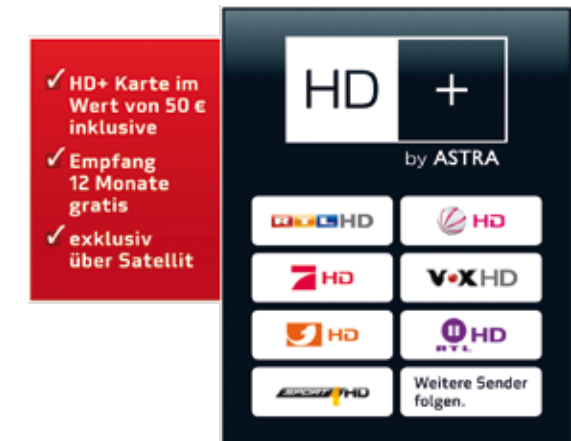 HD+ Karte im
Wert von 50 €
inklusive
Empfang
12 Monate
gratis
exklusiv
über Satellit
HD +
by ASTRA
RTL HD
HD
HD
VOX HD
HD
II HD
RTL
SPORT1 HD
Weitere Sender
folgen.